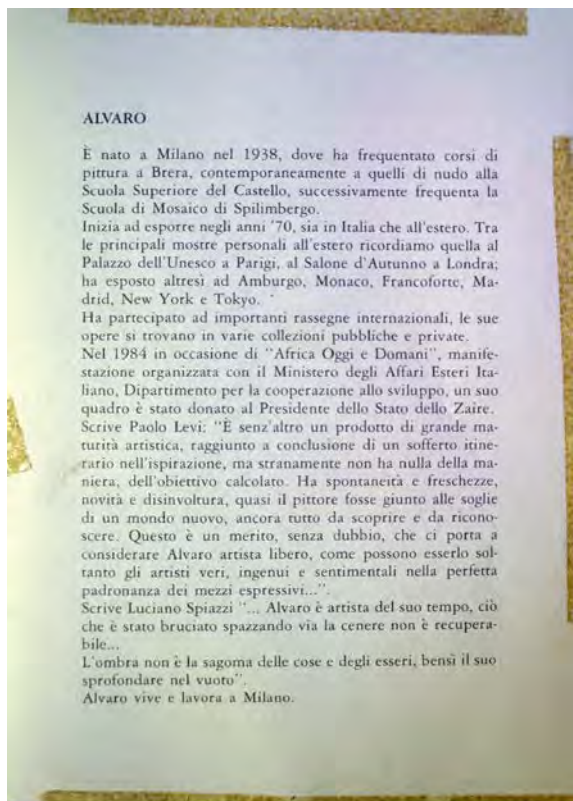 ALVARO
È nato a Milano nel 1938, dove ha frequentato corsi di
pittura a Brera, contemporaneamente a quelli di nudo alla
Scuola Superiore del Castello, successivamente frequenta la
Scuola di Mosaico di Spilimbergo.
Inizia ad esporre negli anni '70, sia in Italia che all'estero. Tra
le principali mostre personali all'estero ricordiamo quella al
Palazzo dell'Unesco a Parigi, al Salone d'Autunno a Londra;
ha esposto altresì ad Amburgo, Monaco, Francoforte, Ma-
drid, New York e Tokyo.
Ha partecipato ad importanti rassegne internazionali, le sue
opere si trovano in varie collezioni pubbliche e private.
Nel 1984 in occasione di "Africa Oggi e Domani", manife-
stazione organizzata con il Ministero degli Affari Esteri Ita-
liano, Dipartimento per la cooperazione allo sviluppo, un suo
quadro è stato donato al Presidente dello Stato dello Zaire.
Scrive Paolo Levi: "È senz'altro un prodotto di grande ma-
turità artistica, raggiunto a conclusione di un sofferto itine-
rario nell'ispirazione, ma stranamente non ha nulla della ma-
niera, dell'obiettivo calcolato. Ha spontaneità e freschezze,
novità e disinvoltura, quasi il pittore fosse giunto alle soglie
di un mondo nuovo, ancora tutto da scoprire e da ricono-
scere. Questo è un merito, senza dubbio, che ci porta a
considerare Alvaro artista libero, come possono esserlo sol-
tanto gli artisti veri, ingenui e sentimentali nella perfetta
padronanza dei mezzi espressivi...".
Scrive Luciano Spiazzi "... Alvaro è artista del suo tempo, ciò
che è stato bruciato spazzando via la cenere non è recupera-
bile...
L'ombra non è la sagoma delle cose e degli esseri, bensì il suo
sprofondare nel vuoto".
Alvaro vive e lavora a Milano.